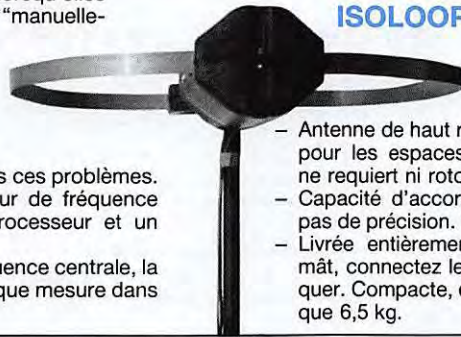 “manuelle-
s ces problèmes.
ur de fréquence
rocesseur et un
uence centrale, la
que mesure dans
ISOLOOP
– Antenne de haut
pour les espaces
ne requiert ni roto
– Capacité d'accor
pas de précision.
– Livrée entièremen
mât, connectez le
quer. Compacte,
que 6,5 kg.